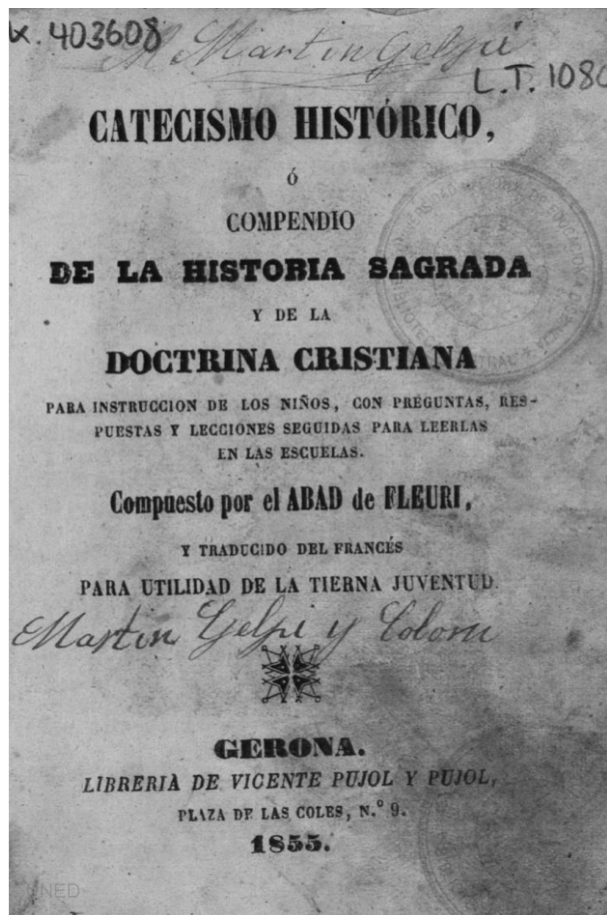 x. 403608
M Martin Gelpi
L.T. 108
CATECISMO HISTÓRICO,
ó
COMPENDIO
DE LA HISTORIA SAGRADA
Y DE LA
DOCTRINA CRISTIANA
PARA INSTRUCCION DE LOS NIÑOS, CON PREGUNTAS, RES-
PUESTAS Y LECCIONES SEGUIDAS PARA LEERLAS
EN LAS ESCUELAS.
Compuesto por el ABAD de FLEURI,
Y TRADUCIDO DEL FRANCÉS
PARA UTILIDAD DE LA TIERNA JUVENTUD.
Martin Gelpi y
GERONA.
LIBRERIA DE VICENTE PUJOL Y PUJOL,
PLAZA DE LAS COLES, N.º 9.
1855.
NED